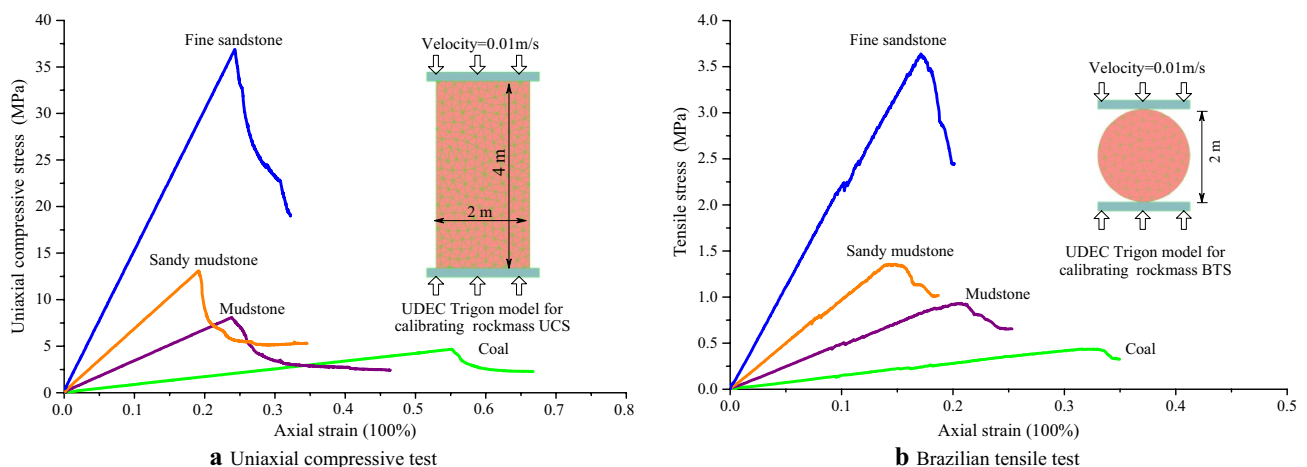 40
35
30
25
20
15
10
5
0
Uniaxial compressive stress (MPa)
Fine sandstone
Sandy mudstone
Mudstone
Coal
Velocity=0.01m/s
4 m
2 m
UDEC Trigon model for
calibrating rockmass UCS
0.0 0.1 0.2 0.3 0.4 0.5 0.6 0.7 0.8
Axial strain (100%)
a Uniaxial compressive test
4.0
3.5
3.0
2.5
2.0
1.5
1.0
0.5
0.0
Tensile stress (MPa)
Fine sandstone
Sandy mudstone
Mudstone
Coal
Velocity=0.01m/s
2 m
UDEC Trigon model for
calibrating rockmass BTS
0.0 0.1 0.2 0.3 0.4 0.5
Axial strain (100%)
b Brazilian tensile test